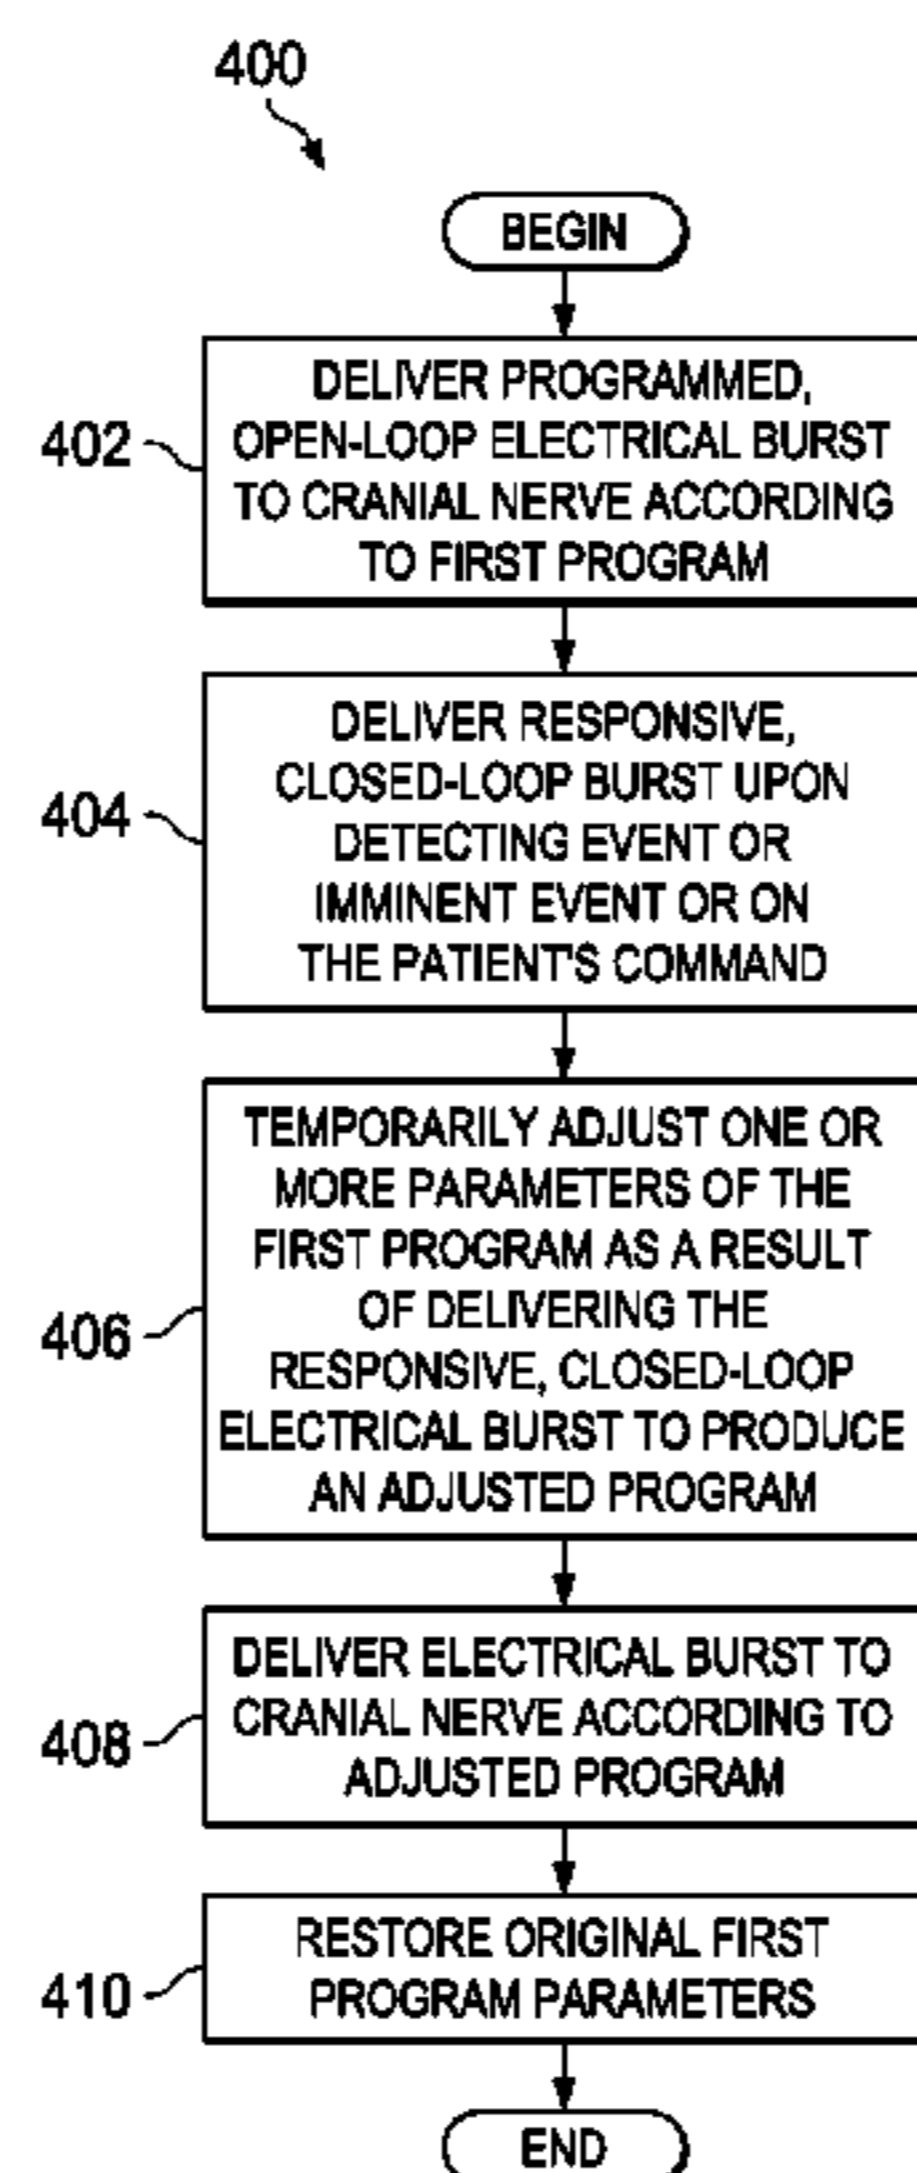 400
BEGIN
402
DELIVER PROGRAMMED,
OPEN-LOOP ELECTRICAL BURST
TO CRANIAL NERVE ACCORDING
TO FIRST PROGRAM
404
DELIVER RESPONSIVE,
CLOSED-LOOP BURST UPON
DETECTING EVENT OR
IMMINENT EVENT OR ON
THE PATIENT'S COMMAND
406
TEMPORARILY ADJUST ONE OR
MORE PARAMETERS OF THE
FIRST PROGRAM AS A RESULT
OF DELIVERING THE
RESPONSIVE, CLOSED-LOOP
ELECTRICAL BURST TO PRODUCE
AN ADJUSTED PROGRAM
408
DELIVER ELECTRICAL BURST TO
CRANIAL NERVE ACCORDING TO
ADJUSTED PROGRAM
410
RESTORE ORIGINAL FIRST
PROGRAM PARAMETERS
END